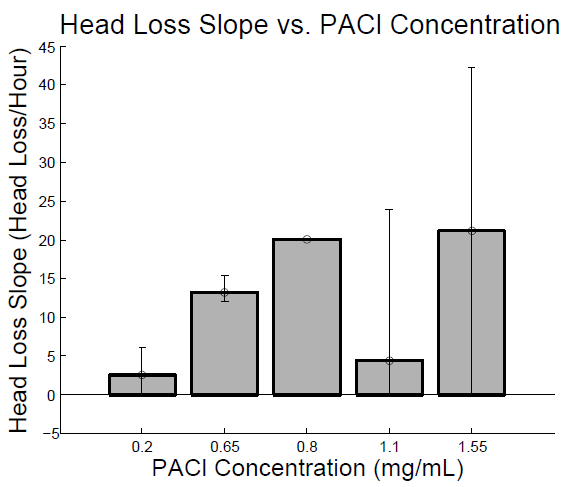 Head Loss Slope vs. PACl Concentration
Head Loss Slope (Head Loss/Hour)
45
40
35
30
25
20
15
10
5
0
−5
0.2 0.65 0.8 1.1 1.55
PACl Concentration (mg/mL)